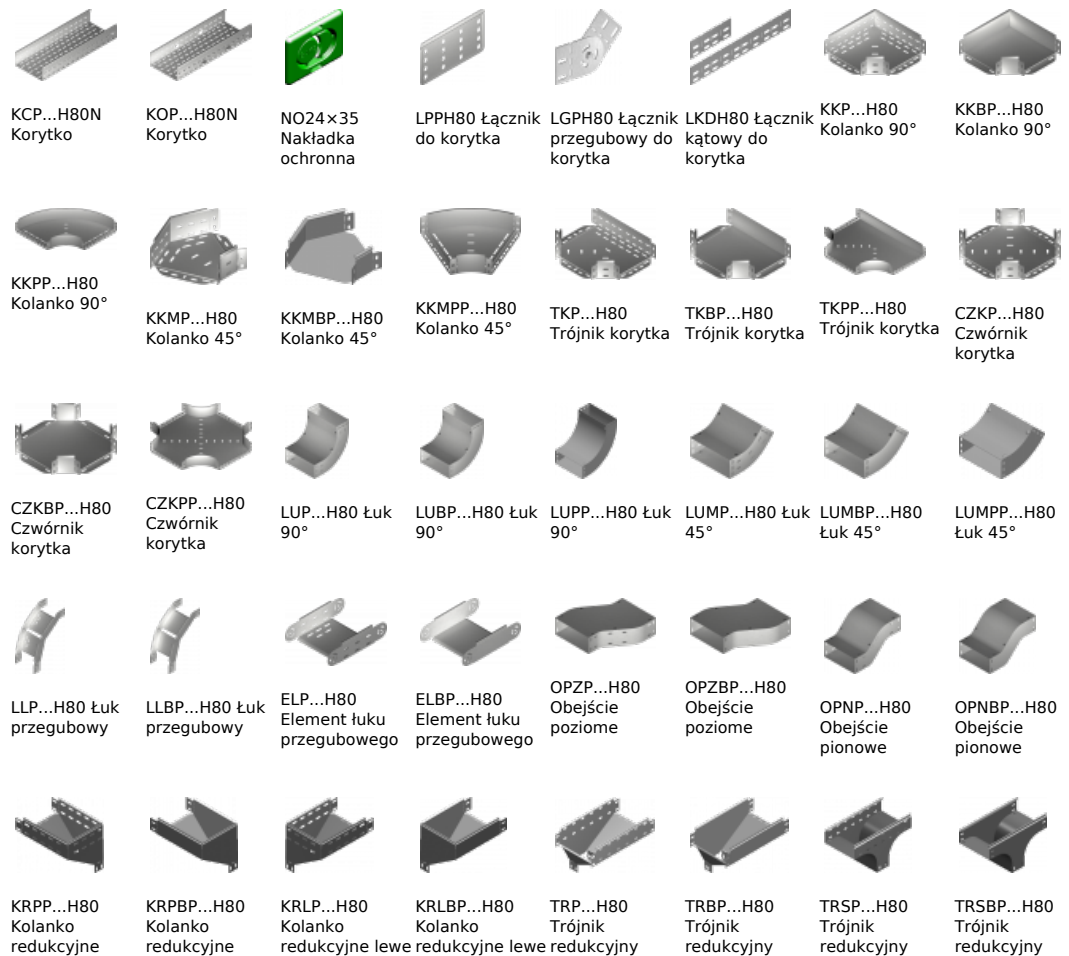 KCP...H80N
Korytko
KOP...H80N
Korytko
NO24×35
Nakładka
ochronna
LPPH80 Łącznik
do korytka
LGPH80 Łącznik
przegubowy do
korytka
LKDH80 Łącznik
kątowy do
korytka
KKP...H80
Kolanko 90°
KKBP...H80
Kolanko 90°
KKPP...H80
Kolanko 90°
KKMP...H80
Kolanko 45°
KKMBP...H80
Kolanko 45°
KKMPP...H80
Kolanko 45°
TKP...H80
Trójnik korytka
TKBP...H80
Trójnik korytka
TKPP...H80
Trójnik korytka
CZKP...H80
Czwórnik
korytka
CZKBP...H80
Czwórnik
korytka
CZKPP...H80
Czwórnik
korytka
LUP...H80 Łuk
90°
LUBP...H80 Łuk
90°
LUPP...H80 Łuk
90°
LUMP...H80 Łuk
45°
LUMBP...H80
Łuk 45°
LUMPP...H80
Łuk 45°
LLP...H80 Łuk
przegubowy
LLBP...H80 Łuk
przegubowy
ELP...H80
Element łuku
przegubowego
ELBP...H80
Element łuku
przegubowego
OPZP...H80
Obejście
poziome
OPZBP...H80
Obejście
poziome
OPNP...H80
Obejście
pionowe
OPNBP...H80
Obejście
pionowe
KRPP...H80
Kolanko
redukcyjne
KRPBP...H80
Kolanko
redukcyjne
KRLP...H80
Kolanko
redukcyjne lewe
KRLBP...H80
Kolanko
redukcyjne lewe
TRP...H80
Trójnik
redukcyjny
TRBP...H80
Trójnik
redukcyjny
TRSP...H80
Trójnik
redukcyjny
TRSBP...H80
Trójnik
redukcyjny